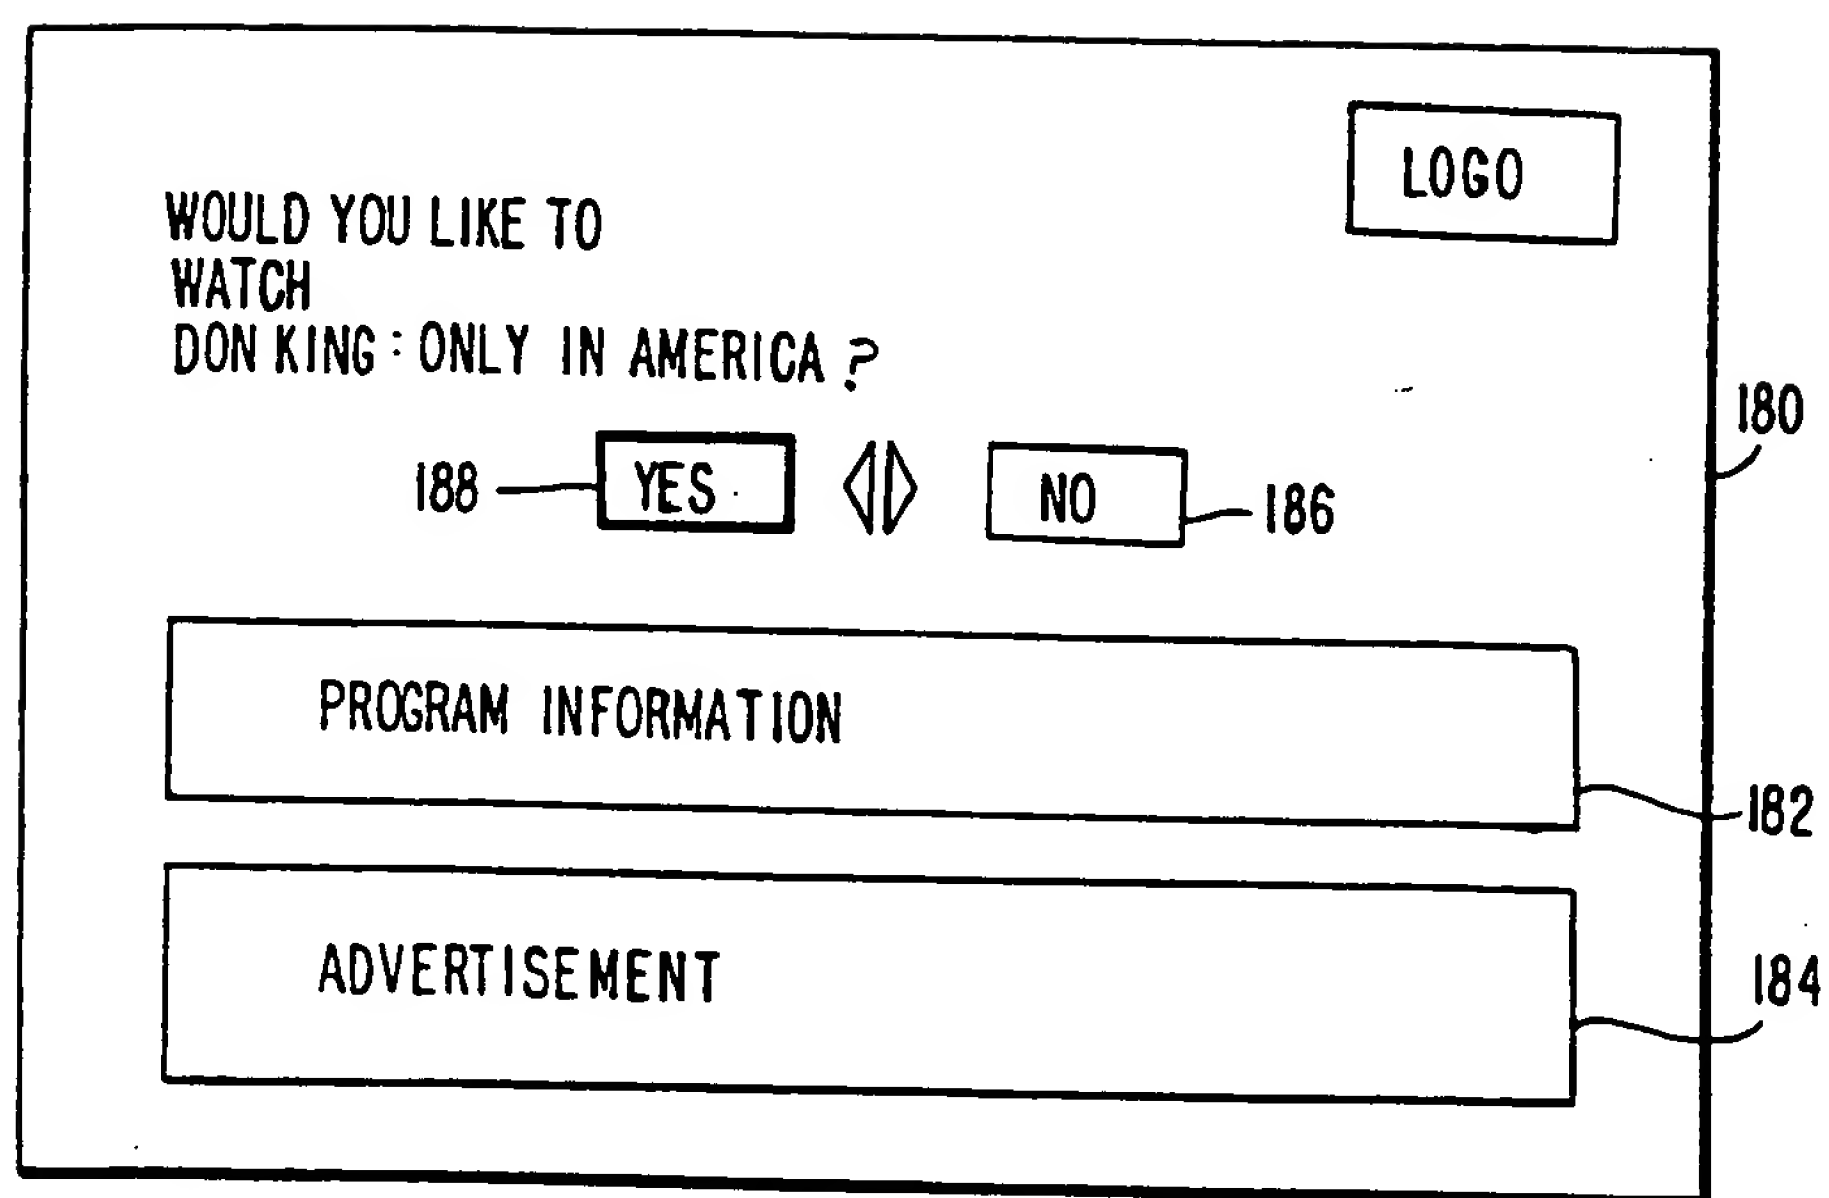 LOGO
WOULD YOU LIKE TO
WATCH
DON KING: ONLY IN AMERICA?
180
188 YES NO 186
PROGRAM INFORMATION
182
ADVERTISEMENT
184